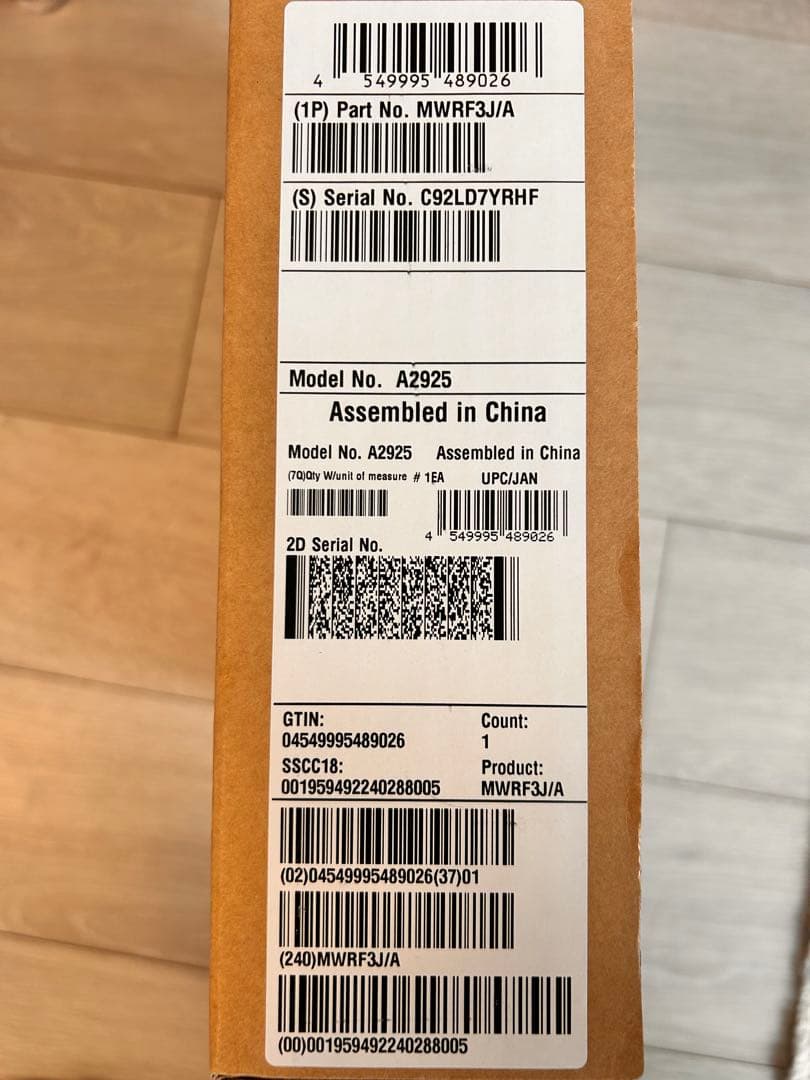 4 549995 489026
(1P) Part No. MWRF3J/A
(S) Serial No. C92LD7YRHF
Model No. A2925
Assembled in China
Model No. A2925 Assembled in China
(7Q)Qty W/unit of measure # 1EA UPC/JAN
4 549995 489026
2D Serial No.
GTIN: Count:
04549995489026 1
SSCC18: Product:
001959492240288005 MWRF3J/A
(02)04549995489026(37)01
(240)MWRF3J/A
(00)001959492240288005